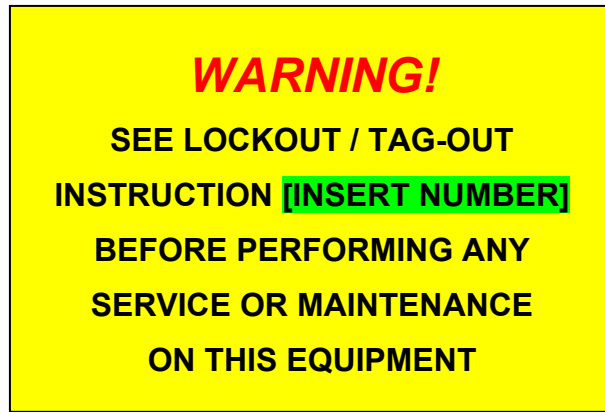 WARNING!
SEE LOCKOUT / TAG-OUT
INSTRUCTION [INSERT NUMBER]
BEFORE PERFORMING ANY
SERVICE OR MAINTENANCE
ON THIS EQUIPMENT